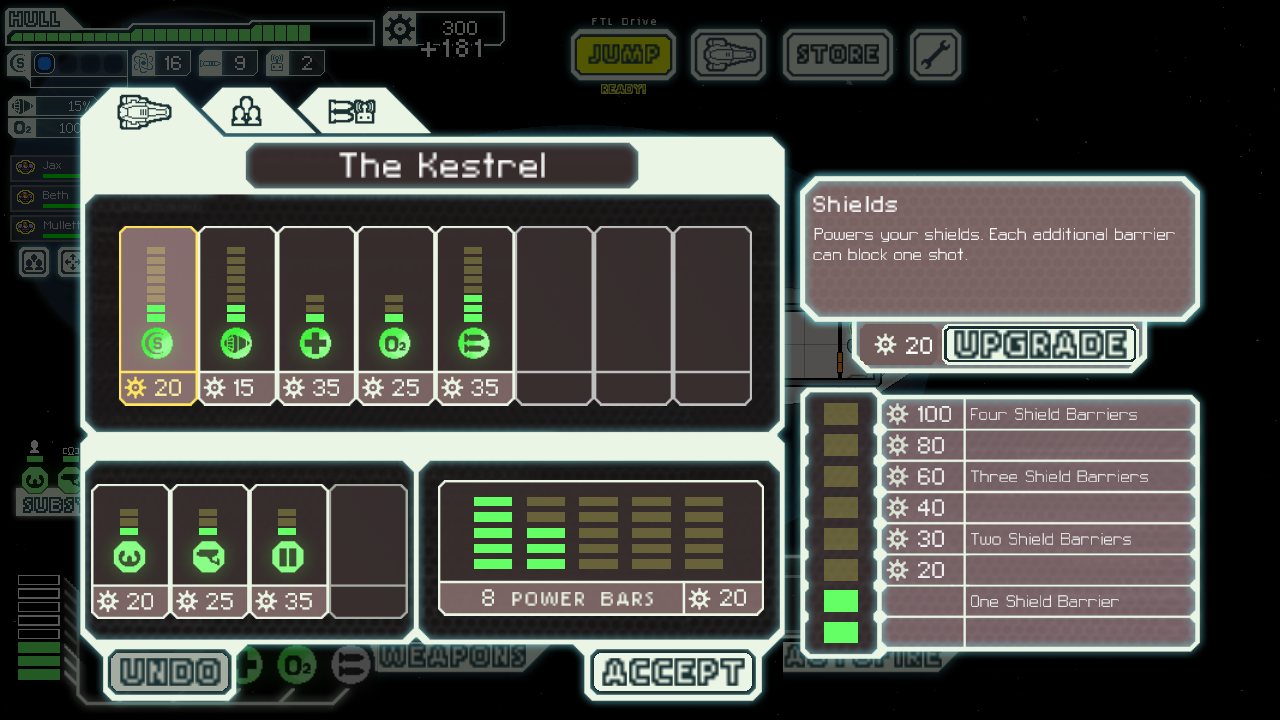 HULL
300
+181
FTL Drive
JUMP
READY!
STORE
S
16
9
2
15%
O2
100
Jax
Beth
The Kestrel
Shields
Powers your shields. Each additional barrier
can block one shot.
20
UPGRADE
S
O2
20
15
35
25
35
100
Four Shield Barriers
80
60
Three Shield Barriers
40
30
Two Shield Barriers
20
One Shield Barrier
20
25
35
8 POWER BARS
20
UNDO
ACCEPT
O2
WEAPONS